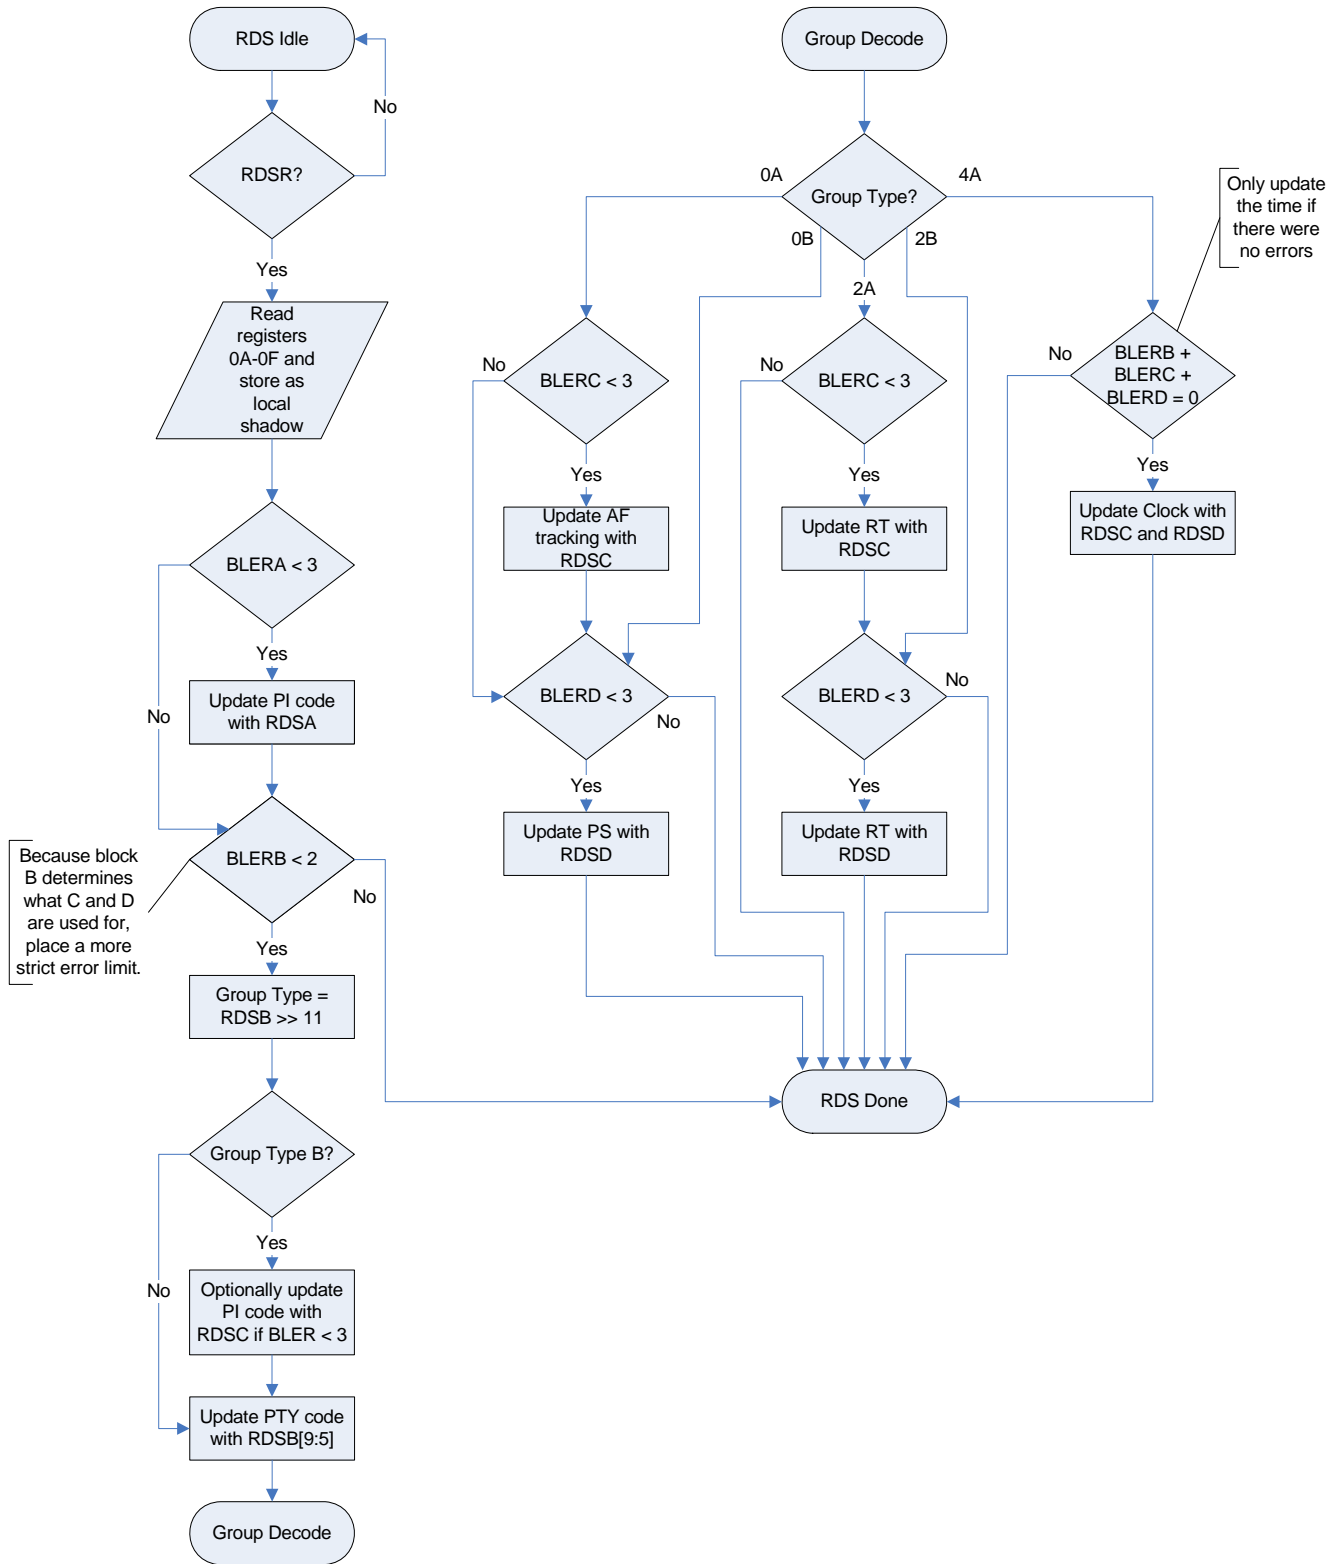 RDS Idle
No
RDSR?
Yes
Read
registers
0A-0F and
store as
local
shadow
BLERA < 3
Yes
No
Update PI code
with RDSA
BLERB < 2
No
Because block
B determines
what C and D
are used for,
place a more
strict error limit.
Yes
Group Type =
RDSB >> 11
Group Type B?
Yes
No
Optionally update
PI code with
RDSC if BLER < 3
Update PTY code
with RDSB[9:5]
Group Decode
Group Decode
Group Type?
0A
4A
0B
2B
2A
Only update
the time if
there were
no errors
No
BLERC < 3
Yes
Update AF
tracking with
RDSC
BLERD < 3
No
Yes
Update PS with
RDSD
No
BLERC < 3
Yes
Update RT with
RDSC
BLERD < 3
No
Yes
Update RT with
RDSD
No
BLERB +
BLERC +
BLERD = 0
Yes
Update Clock with
RDSC and RDSD
RDS Done